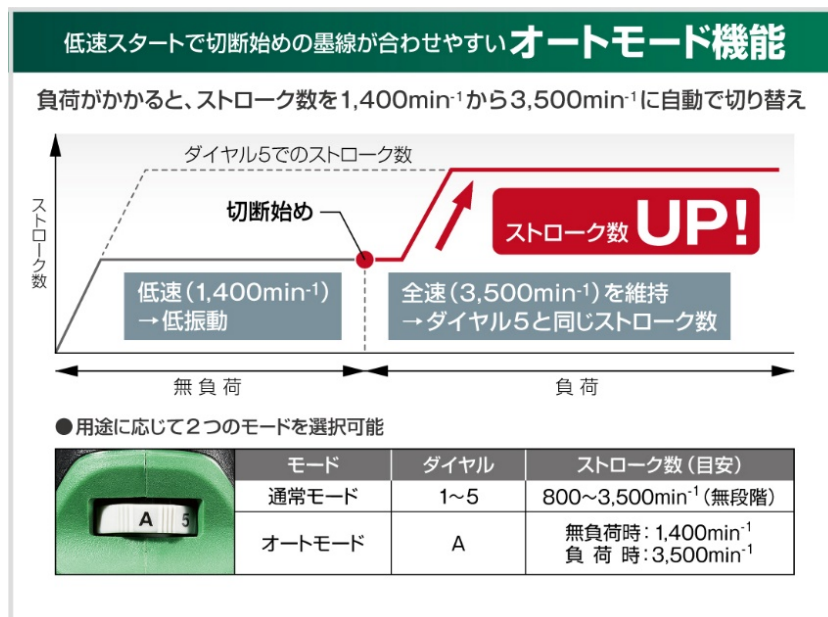 低速スタートで切断始めの墨線が合わせやすいオートモード機能
負荷がかかると、ストローク数を1,400min⁻¹から3,500min⁻¹に自動で切り替え
ストローク数
ダイヤル5でのストローク数
切断始め
ストローク数 UP!
低速(1,400min⁻¹)
→低振動
全速(3,500min⁻¹)を維持
→ダイヤル5と同じストローク数
無負荷
負荷
●用途に応じて2つのモードを選択可能
A 5
モード ダイヤル ストローク数(目安)
通常モード 1〜5 800〜3,500min⁻¹(無段階)
オートモード A 無負荷時:1,400min⁻¹
負荷時:3,500min⁻¹